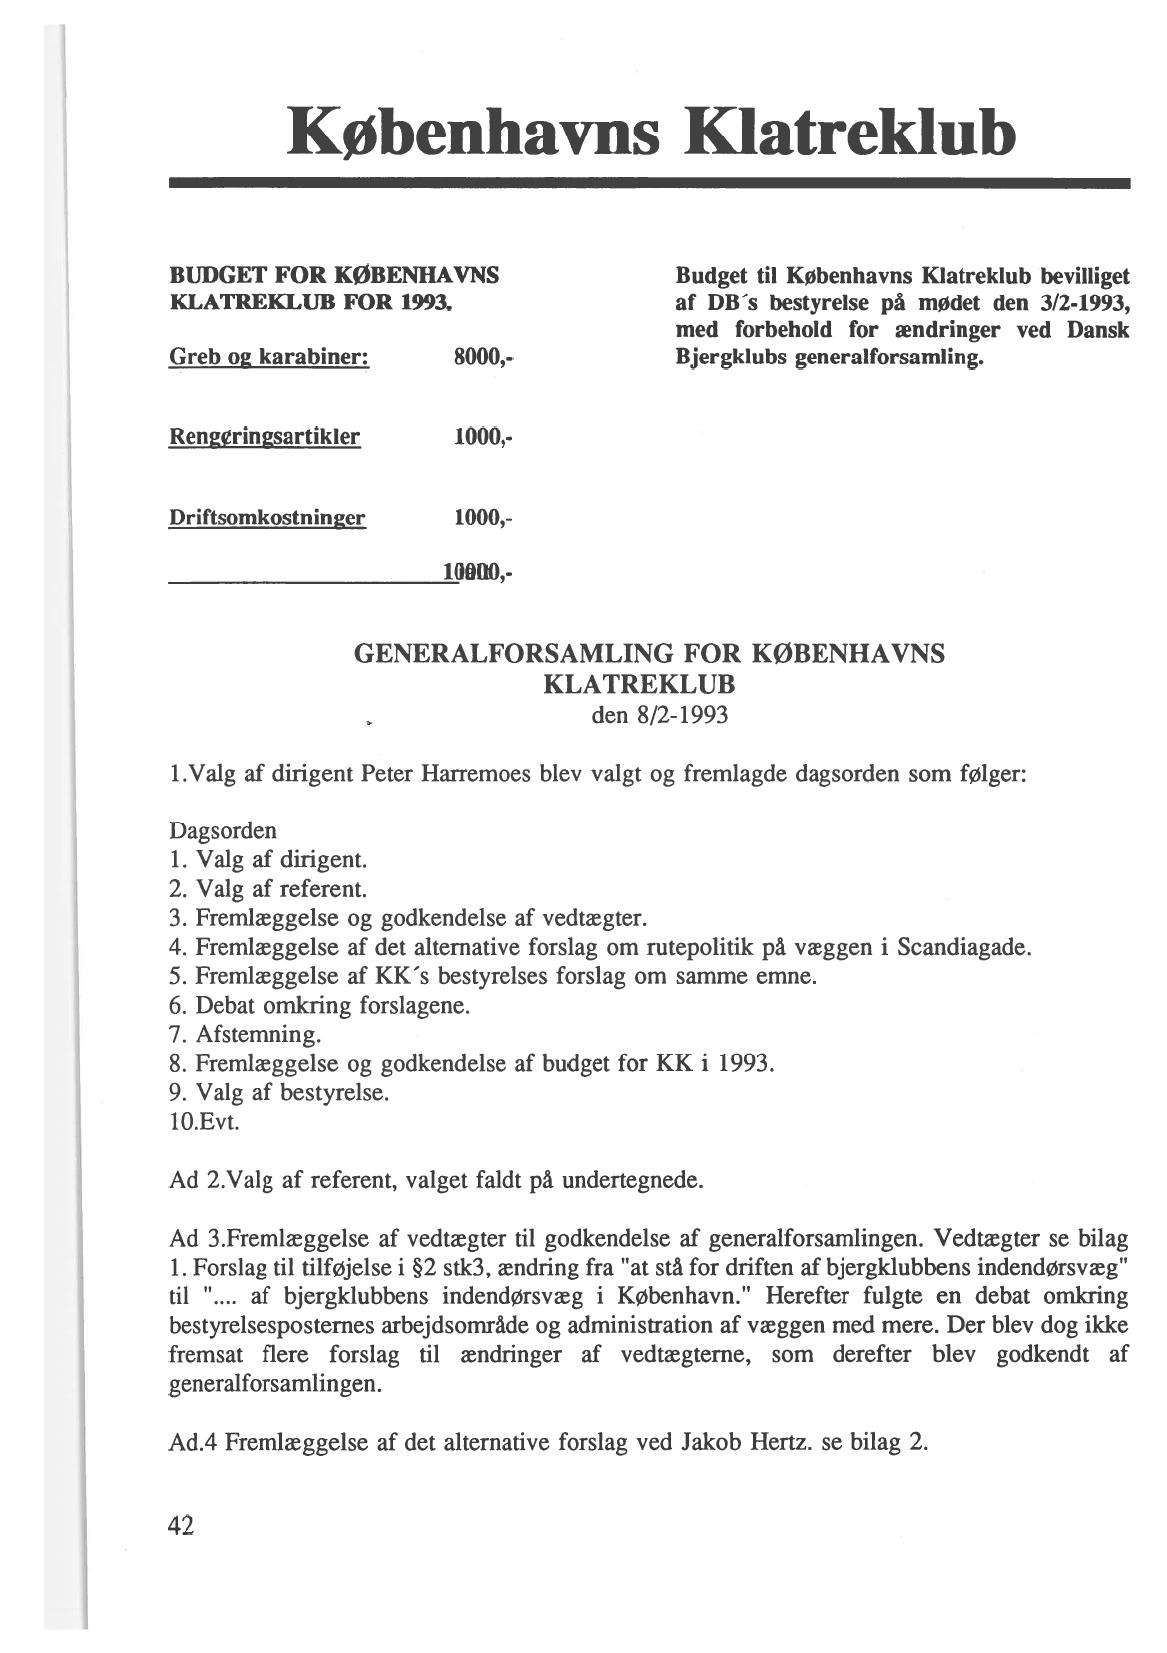 Københavns Klatreklub
BUDGET FOR KØBENHAVNS
KLATREKLUB FOR 1993.
Greb og karabiner: 8000,-
Rengøringsartikler 1000,-
Driftsomkostninger 1000,-
10000,-
Budget til Københavns Klatreklub bevilliget
af DB´s bestyrelse på mødet den 3/2-1993,
med forbehold for ændringer ved Dansk
Bjergklubs generalforsamling.
GENERALFORSAMLING FOR KØBENHAVNS
KLATREKLUB
den 8/2-1993
1.Valg af dirigent Peter Harremoes blev valgt og fremlagde dagsorden som følger:
Dagsorden
1. Valg af dirigent.
2. Valg af referent.
3. Fremlæggelse og godkendelse af vedtægter.
4. Fremlæggelse af det alternative forslag om rutepolitik på væggen i Scandiagade.
5. Fremlæggelse af KK´s bestyrelses forslag om samme emne.
6. Debat omkring forslagene.
7. Afstemning.
8. Fremlæggelse og godkendelse af budget for KK i 1993.
9. Valg af bestyrelse.
10.Evt.
Ad 2.Valg af referent, valget faldt på undertegnede.
Ad 3.Fremlæggelse af vedtægter til godkendelse af generalforsamlingen. Vedtægter se bilag
1. Forslag til tilføjelse i §2 stk3, ændring fra "at stå for driften af bjergklubbens indendørsvæg"
til ".... af bjergklubbens indendørsvæg i København." Herefter fulgte en debat omkring
bestyrelsesposternes arbejdsområde og administration af væggen med mere. Der blev dog ikke
fremsat flere forslag til ændringer af vedtægterne, som derefter blev godkendt af
generalforsamlingen.
Ad.4 Fremlæggelse af det alternative forslag ved Jakob Hertz. se bilag 2.
42